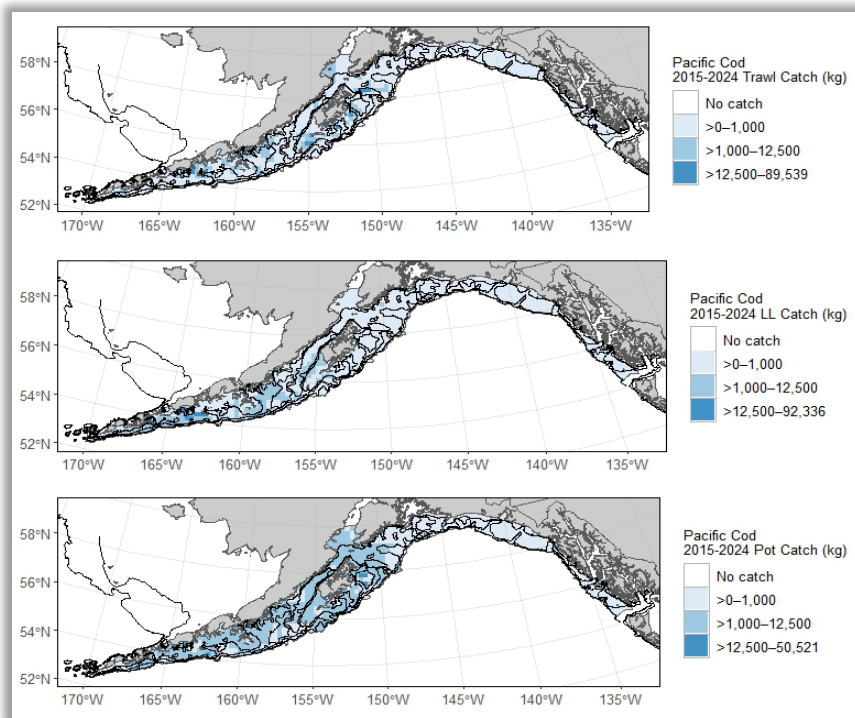 Pacific Cod
2015-2024 Trawl Catch (kg)
No catch
>0–1,000
>1,000–12,500
>12,500–89,539
58°N
56°N
54°N
52°N
170°W 165°W 160°W 155°W 150°W 145°W 140°W 135°W
Pacific Cod
2015-2024 LL Catch (kg)
No catch
>0–1,000
>1,000–12,500
>12,500–92,336
58°N
56°N
54°N
52°N
170°W 165°W 160°W 155°W 150°W 145°W 140°W 135°W
Pacific Cod
2015-2024 Pot Catch (kg)
No catch
>0–1,000
>1,000–12,500
>12,500–50,521
58°N
56°N
54°N
52°N
170°W 165°W 160°W 155°W 150°W 145°W 140°W 135°W